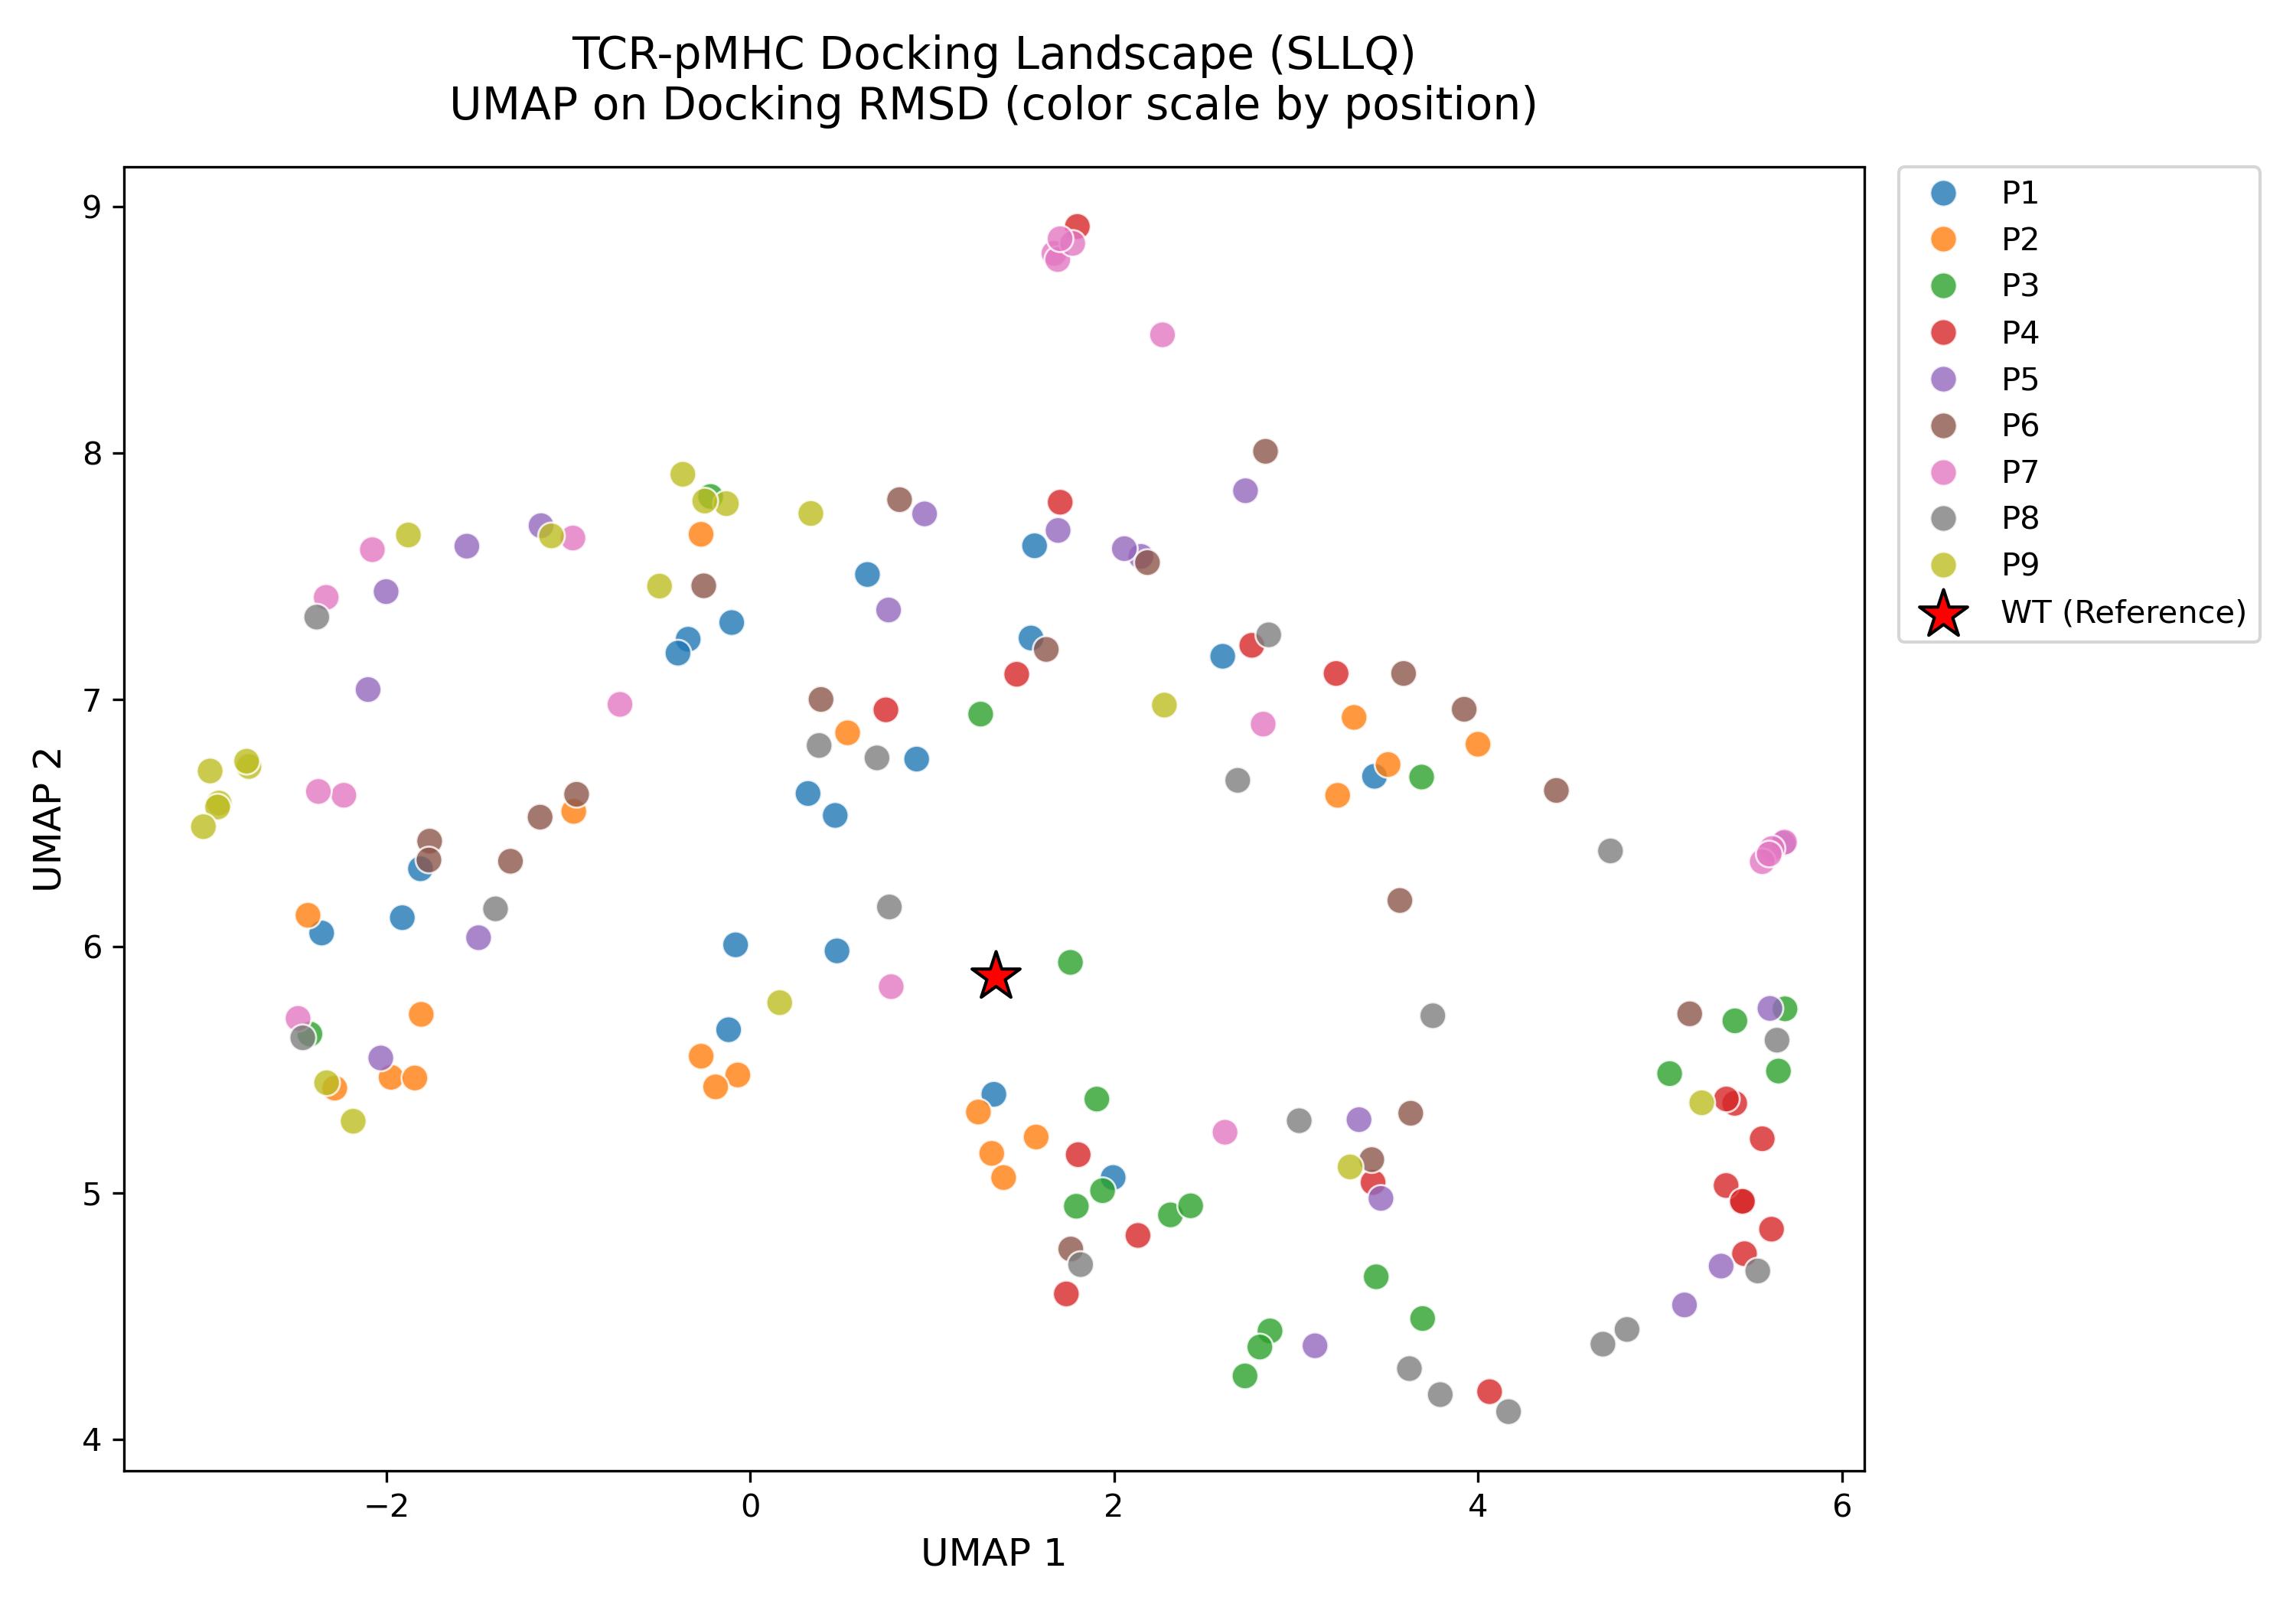 TCR-pMHC Docking Landscape (SLLQ)
UMAP on Docking RMSD (color scale by position)
9
8
7
6
5
4
UMAP 2
−2
0
2
4
6
UMAP 1
P1
P2
P3
P4
P5
P6
P7
P8
P9
WT (Reference)